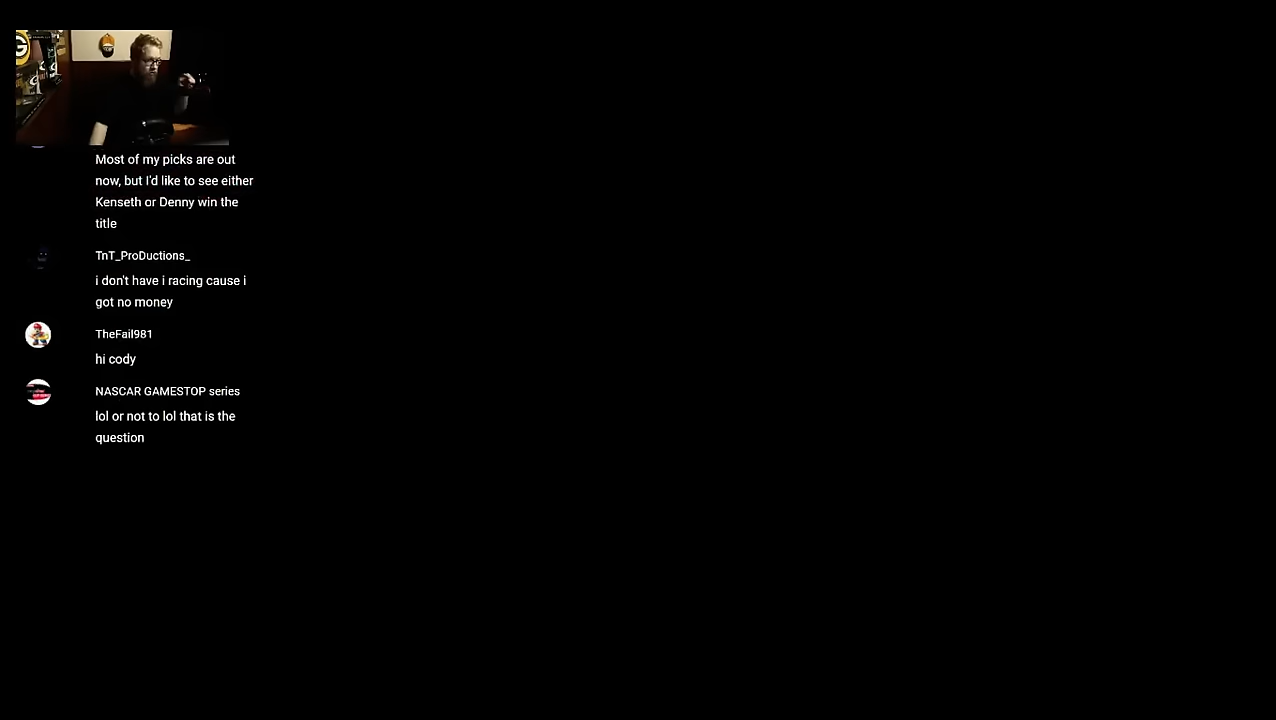 Most of my picks are out
now, but I'd like to see either
Kenseth or Denny win the
title
TnT_ProDuctions_
i don't have i racing cause i
got no money
TheFail981
hi cody
NASCAR GAMESTOP series
lol or not to lol that is the
question